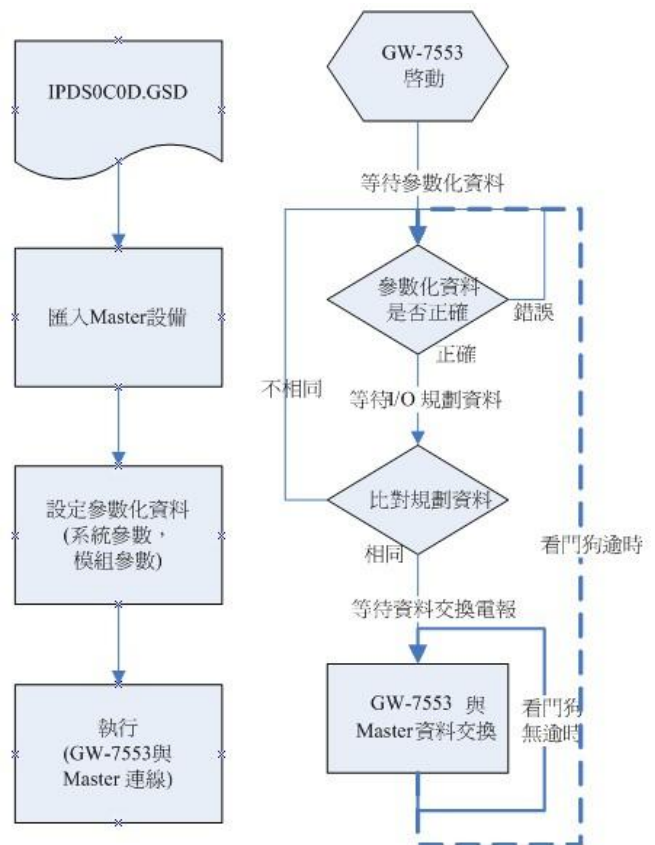 IPDS0C0D.GSD
匯入Master設備
設定參數化資料
(系統參數，
模組參數)
執行
(GW-7553與
Master 連線)
GW-7553
啟動
等待參數化資料
參數化資料
是否正確
錯誤
正確
不相同
等待I/O 規劃資料
比對規劃資料
相同
看門狗逾時
等待資料交換電報
GW-7553 與
Master資料交換
看門狗
無逾時